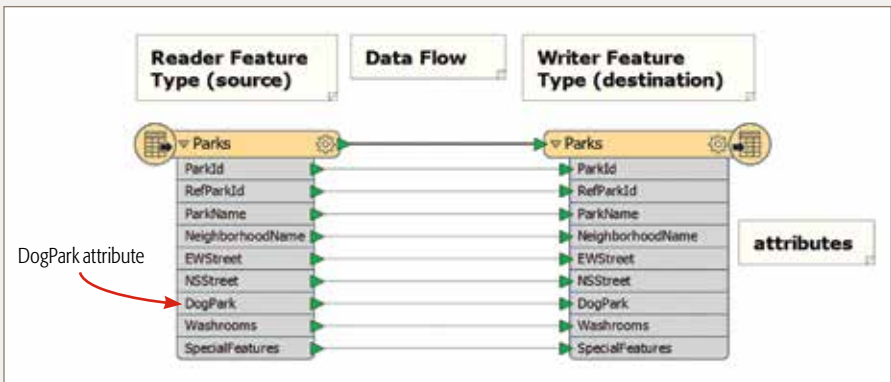 Reader Feature
Type (source)
Data Flow
Writer Feature
Type (destination)
Parks
Parks
ParkId
ParkId
RefParkId
RefParkId
ParkName
ParkName
NeighborhoodName
NeighborhoodName
EWStreet
EWStreet
NSStreet
NSStreet
DogPark
DogPark
Washrooms
Washrooms
SpecialFeatures
SpecialFeatures
attributes
DogPark attribute